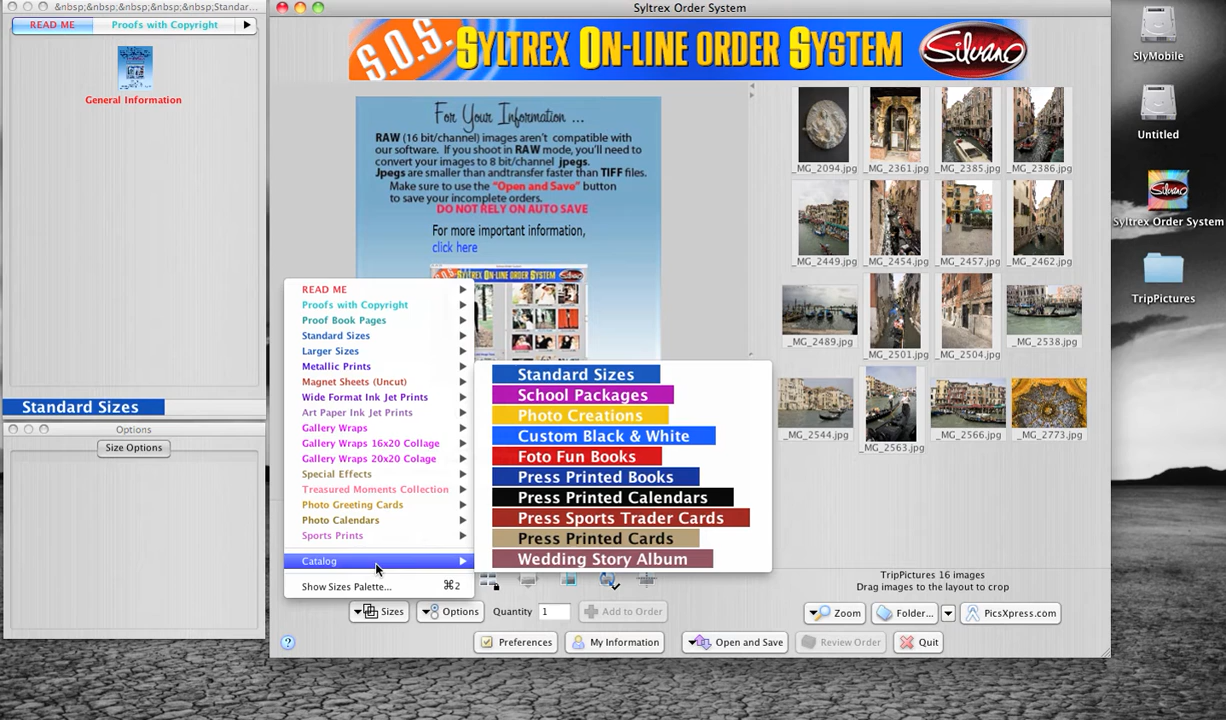 &nbsp;&nbsp;&nbsp;&nbsp;Standar...
READ ME
Proofs with Copyright
General Information
Standard Sizes
Options
Size Options
Syltrex Order System
S.O.S. SYLTREX ON-LINE ORDER SYSTEM Silvano
For Your Information ...
RAW (16 bit/channel) images aren't compatible with
our software. If you shoot in RAW mode, you'll need to
convert your images to 8 bit/channel jpegs.
Jpegs are smaller andtransfer faster than TIFF files.
Make sure to use the "Open and Save" button
to save your incomplete orders.
DO NOT RELY ON AUTO SAVE
For more important information,
click here
SYLTREX ON-LINE ORDER SYSTEM
READ ME
Proofs with Copyright
Proof Book Pages
Standard Sizes
Larger Sizes
Metallic Prints
Magnet Sheets (Uncut)
Wide Format Ink Jet Prints
Art Paper Ink Jet Prints
Gallery Wraps
Gallery Wraps 16x20 Collage
Gallery Wraps 20x20 Colage
Special Effects
Treasured Moments Collection
Photo Greeting Cards
Photo Calendars
Sports Prints
Catalog
Show Sizes Palette... ⌘2
Standard Sizes
School Packages
Photo Creations
Custom Black & White
Foto Fun Books
Press Printed Books
Press Printed Calendars
Press Sports Trader Cards
Press Printed Cards
Wedding Story Album
_MG_2094.jpg _MG_2361.jpg _MG_2385.jpg _MG_2386.jpg
_MG_2449.jpg _MG_2454.jpg _MG_2457.jpg _MG_2462.jpg
_MG_2489.jpg _MG_2501.jpg _MG_2504.jpg _MG_2538.jpg
_MG_2544.jpg _MG_2563.jpg _MG_2566.jpg _MG_2773.jpg
TripPictures 16 images
Drag images to the layout to crop
Sizes Options Quantity 1 Add to Order
Zoom Folder... PicsXpress.com
? Preferences My Information Open and Save Review Order Quit
SlyMobile
Untitled
Silvano
Syltrex Order System
TripPictures